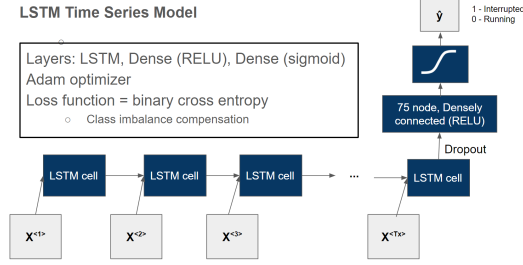 LSTM Time Series Model
ŷ
1 - Interrupted
0 - Running
Layers: LSTM, Dense (RELU), Dense (sigmoid)
Adam optimizer
Loss function = binary cross entropy
○ Class imbalance compensation
75 node, Densely
connected (RELU)
Dropout
LSTM cell
LSTM cell
LSTM cell
...
LSTM cell
X<1>
X<2>
X<3>
X<Tx>